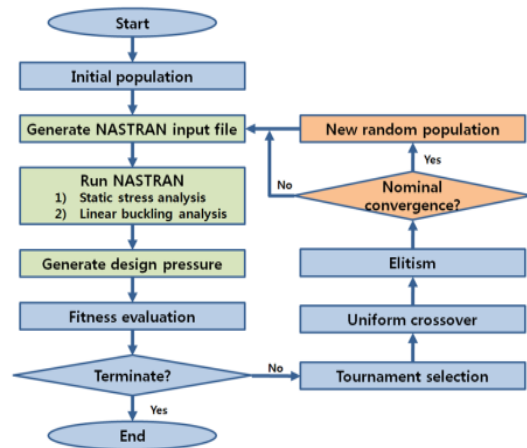 Start
Initial population
Generate NASTRAN input file
Run NASTRAN
1) Static stress analysis
2) Linear buckling analysis
Generate design pressure
Fitness evaluation
Terminate?
Yes
End
No
Tournament selection
Uniform crossover
Elitism
Nominal
convergence?
No
Yes
New random population